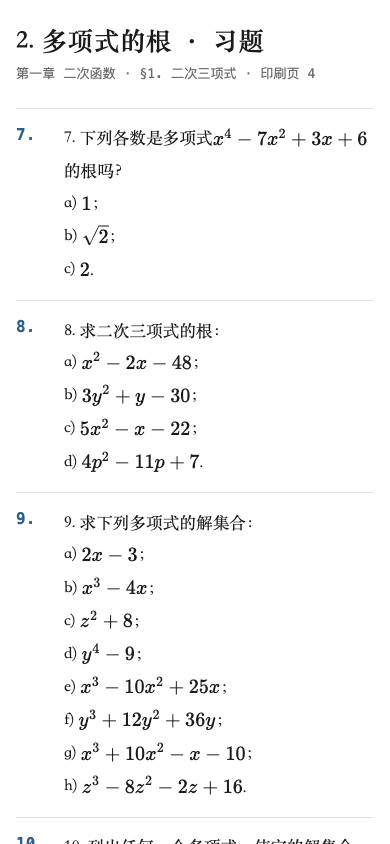 2. 多项式的根 · 习题
第一章 二次函数 · §1. 二次三项式 · 印刷页 4
7. 7. 下列各数是多项式x⁴ − 7x² + 3x + 6
的根吗?
a) 1;
b) √2;
c) 2.
8. 8. 求二次三项式的根:
a) x² − 2x − 48;
b) 3y² + y − 30;
c) 5x² − x − 22;
d) 4p² − 11p + 7.
9. 9. 求下列多项式的解集合:
a) 2x − 3;
b) x³ − 4x;
c) z² + 8;
d) y⁴ − 9;
e) x³ − 10x² + 25x;
f) y³ + 12y² + 36y;
g) x³ + 10x² − x − 10;
h) z³ − 8z² − 2z + 16.